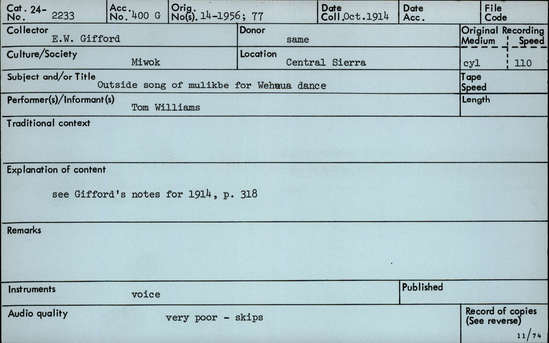 Cat. 24-
No. 2233
Acc.
No. 400 G
Orig.
No(s). 14-1956; 77
Date
Coll. Oct. 1914
Date
Acc.
File
Code
Collector
E.W. Gifford
Donor
same
Original Recording
Medium Speed
cyl 110
Culture/Society
Miwok
Location
Central Sierra
Subject and/or Title
Outside song of mulikbe for Wehmua dance
Tape
Speed
Performer(s)/Informant(s)
Tom Williams
Length
Traditional context
Explanation of content
see Gifford's notes for 1914, p. 318
Remarks
Instruments
voice
Published
Audio quality
very poor - skips
Record of copies
(See reverse)
11/74